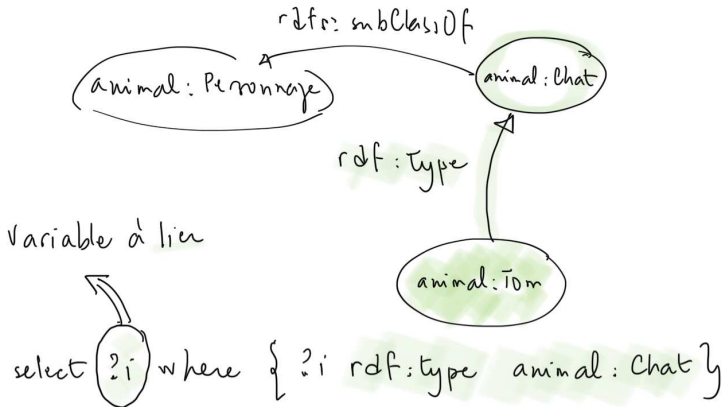 rdfs: subClassOf
animal: Personnage
animal: Chat
rdf: Type
Variable à lier
animal: Tom
select ?i where { ?i rdf:type animal: Chat }